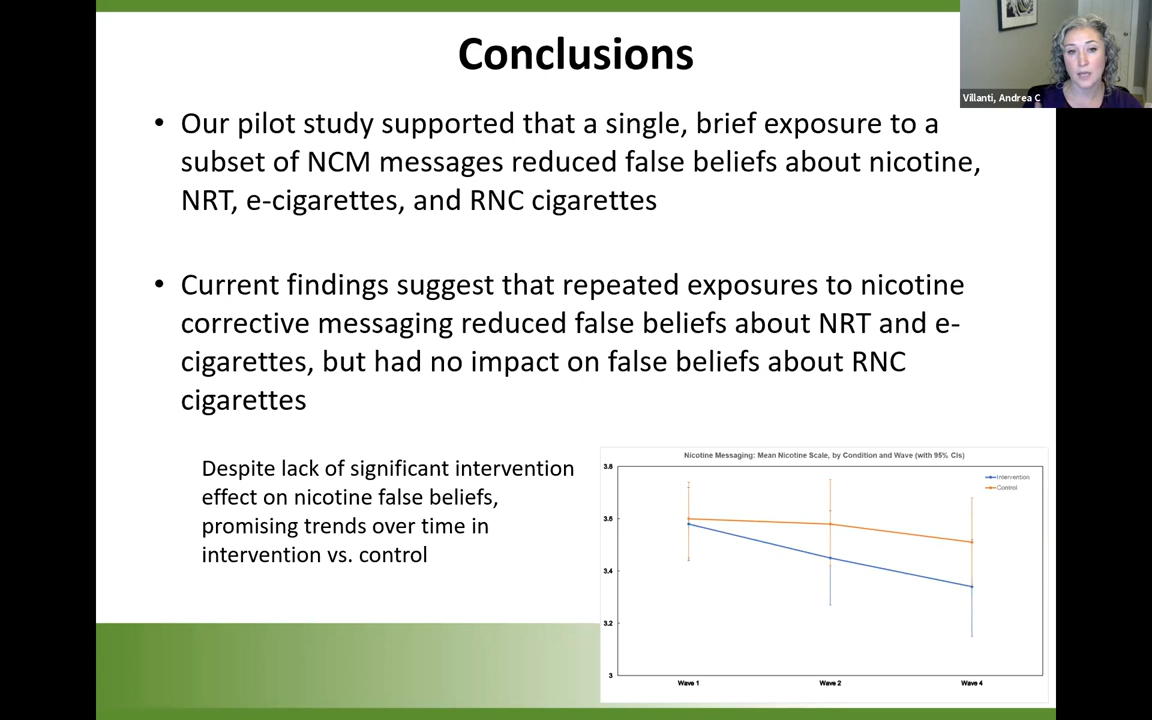 Conclusions
Villanti, Andrea C
• Our pilot study supported that a single, brief exposure to a
subset of NCM messages reduced false beliefs about nicotine,
NRT, e-cigarettes, and RNC cigarettes
• Current findings suggest that repeated exposures to nicotine
corrective messaging reduced false beliefs about NRT and e-
cigarettes, but had no impact on false beliefs about RNC
cigarettes
Despite lack of significant intervention
effect on nicotine false beliefs,
promising trends over time in
intervention vs. control
Nicotine Messaging: Mean Nicotine Scale, by Condition and Wave (with 95% CIs)
3.8
Intervention
Control
3.6
3.4
3.2
3
Wave 1 Wave 2 Wave 4